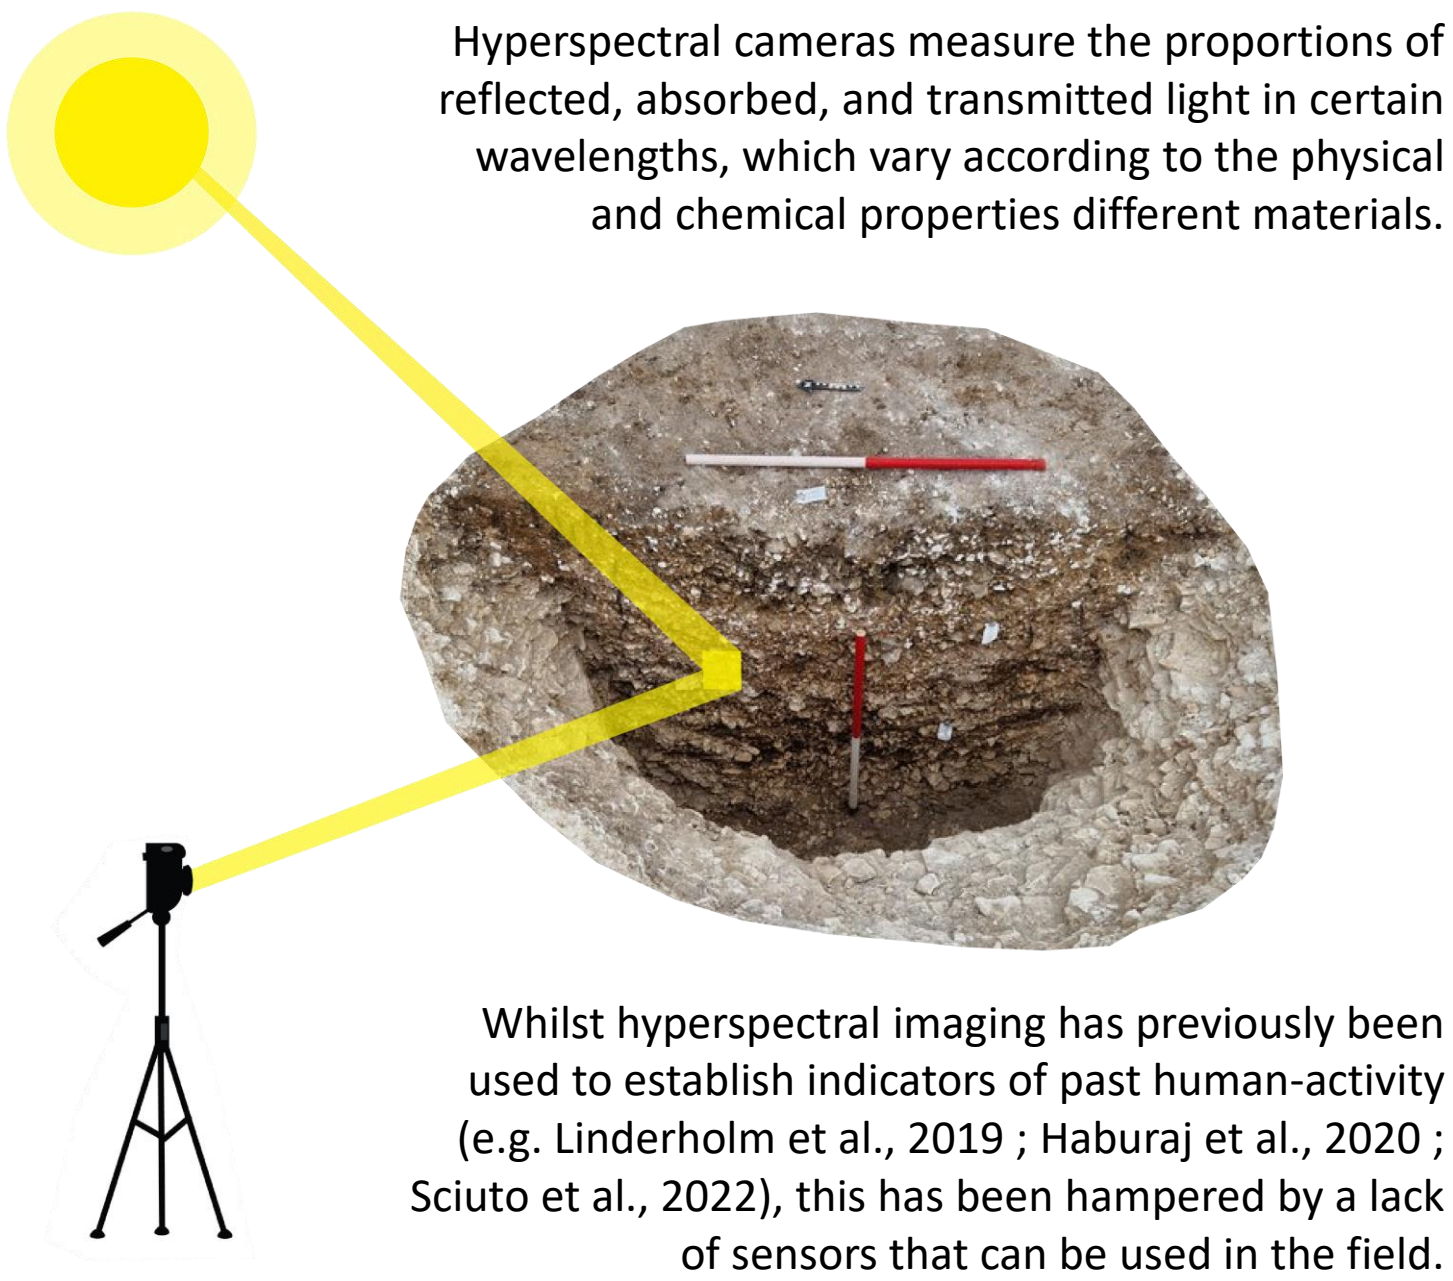 Hyperspectral cameras measure the proportions of
reflected, absorbed, and transmitted light in certain
wavelengths, which vary according to the physical
and chemical properties different materials.
Whilst hyperspectral imaging has previously been
used to establish indicators of past human-activity
(e.g. Linderholm et al., 2019 ; Haburaj et al., 2020 ;
Sciuto et al., 2022), this has been hampered by a lack
of sensors that can be used in the field.